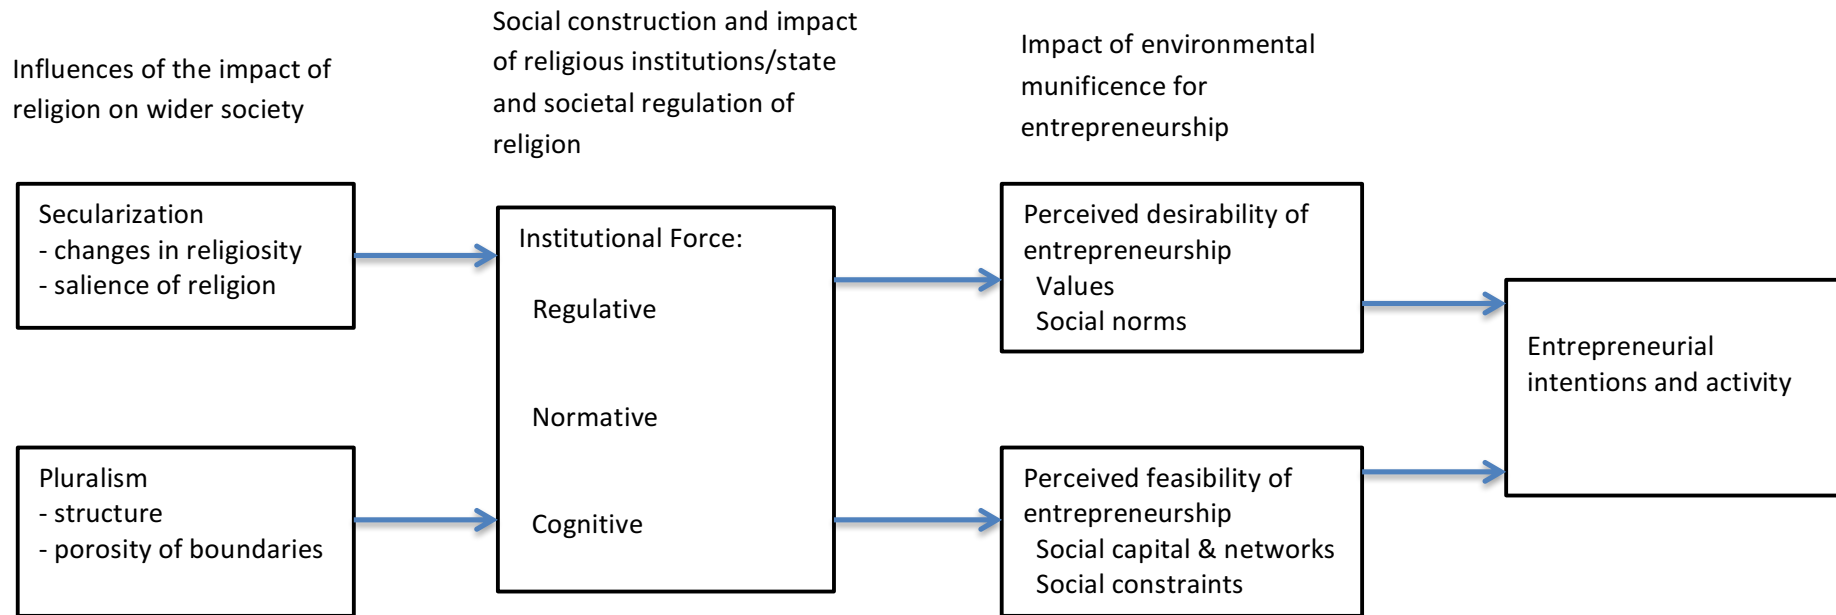 Influences of the impact of
religion on wider society
Social construction and impact
of religious institutions/state
and societal regulation of
religion
Impact of environmental
munificence for
entrepreneurship
Secularization
- changes in religiosity
- salience of religion
Pluralism
- structure
- porosity of boundaries
Institutional Force:
Regulative
Normative
Cognitive
Perceived desirability of
entrepreneurship
Values
Social norms
Perceived feasibility of
entrepreneurship
Social capital & networks
Social constraints
Entrepreneurial
intentions and activity